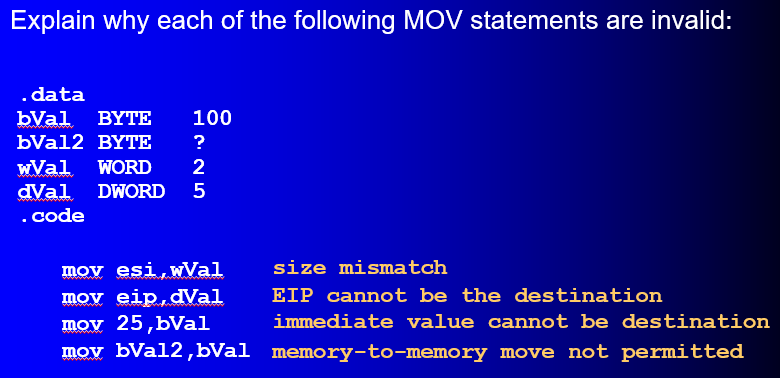 Explain why each of the following MOV statements are invalid:
.data
bVal BYTE 100
bVal2 BYTE ?
wVal WORD 2
dVal DWORD 5
.code
mov esi,wVal size mismatch
mov eip,dVal EIP cannot be the destination
mov 25,bVal immediate value cannot be destination
mov bVal2,bVal memory-to-memory move not permitted